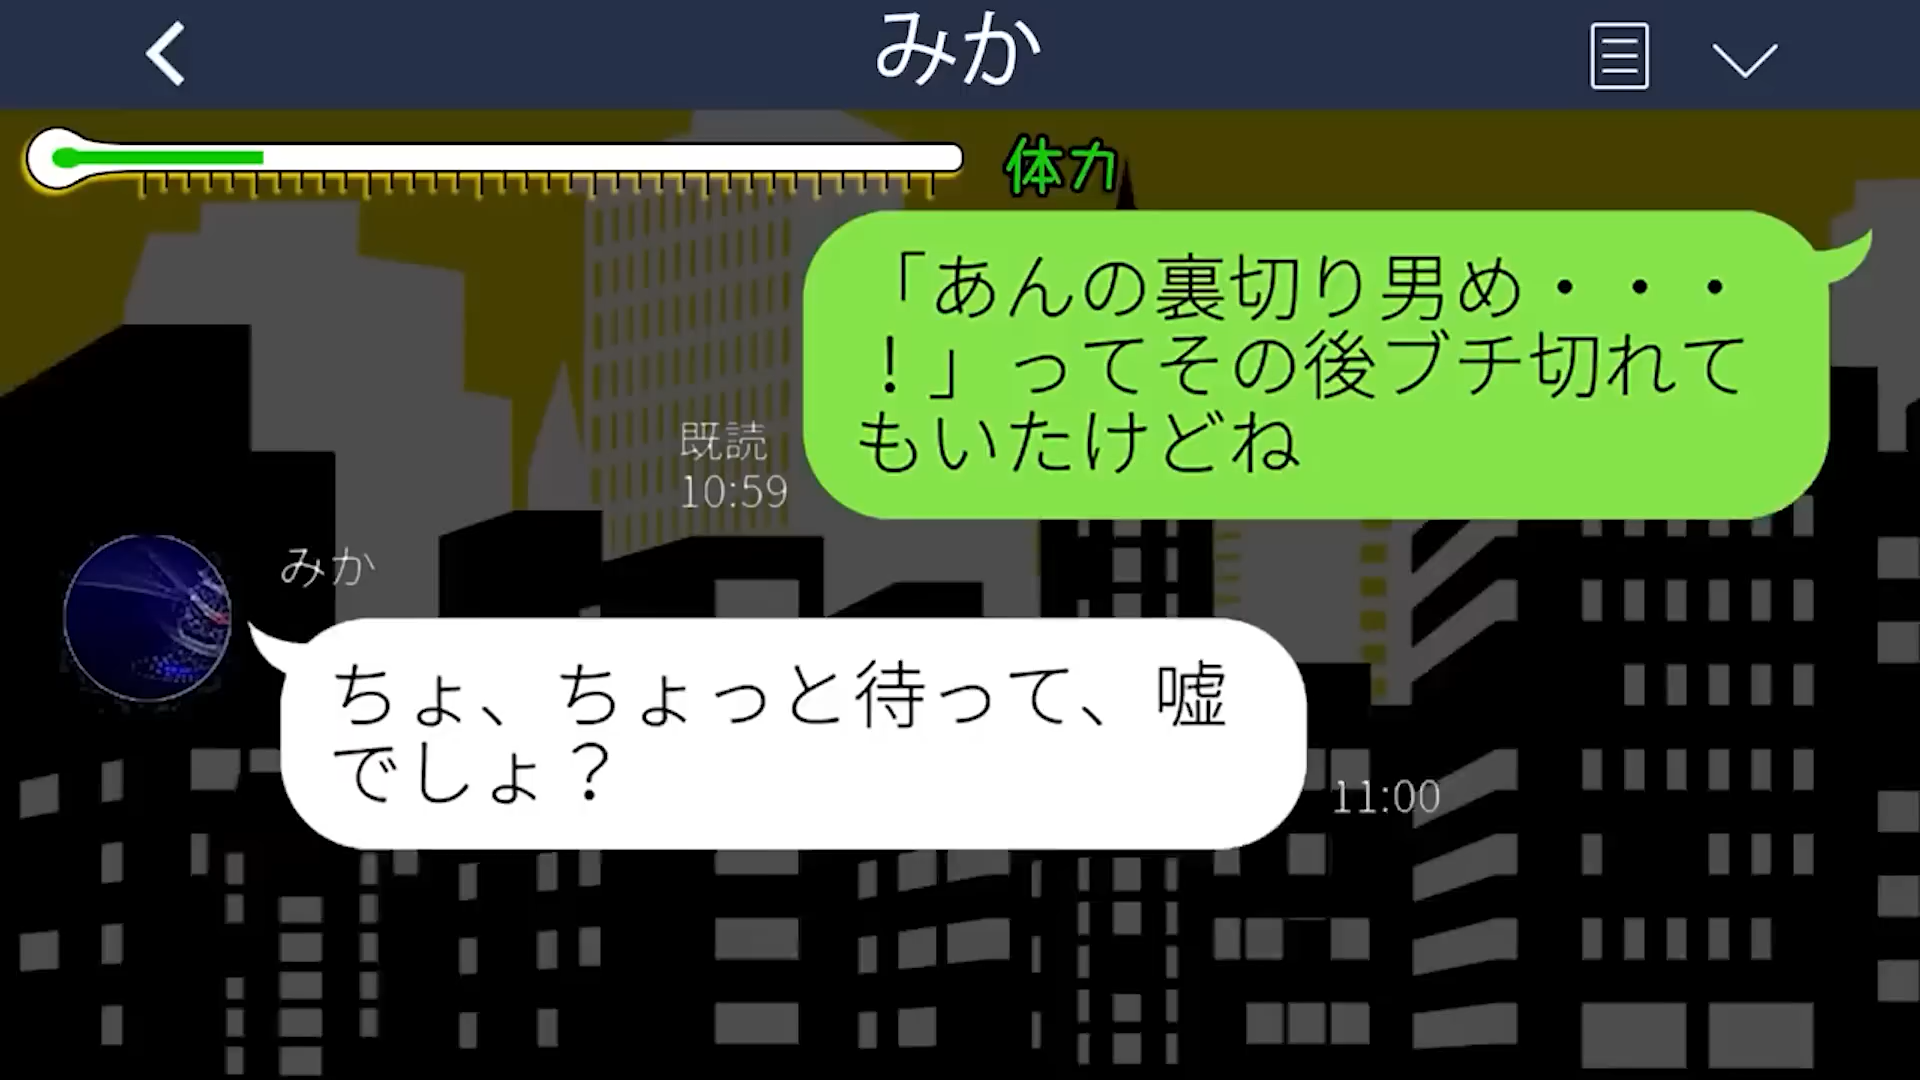 みか
体力
「あんの裏切り男め・・・
！」ってその後ブチ切れて
もいたけどね
既読
10:59
みか
ちょ、ちょっと待って、嘘
でしょ？
11:00